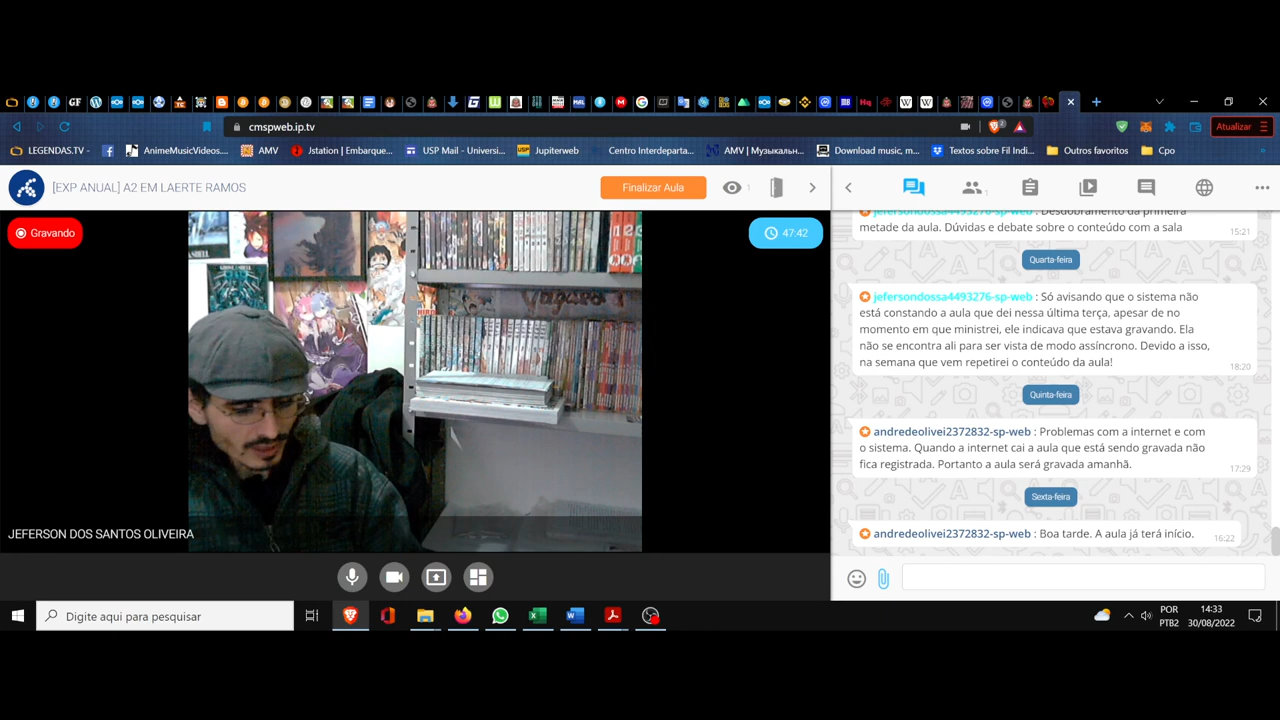 cmspweb.ip.tv
Atualizar
LEGENDAS.TV -
AnimeMusicVideos....
AMV
Jstation | Embarque...
USP Mail - Universi...
Jupiterweb
Centro Interdeparta...
AMV | Музыкальн...
Download music, m...
Textos sobre Fil Indi...
Outros favoritos
Cpo
[EXP ANUAL] A2 EM LAERTE RAMOS
Finalizar Aula
1
1
Gravando
47:42
JEFERSON DOS SANTOS OLIVEIRA
jefersondossa4493276-sp-web : Desdobramento da primeira
metade da aula. Dúvidas e debate sobre o conteúdo com a sala
15:21
Quarta-feira
jefersondossa4493276-sp-web : Só avisando que o sistema não
está constando a aula que dei nessa última terça, apesar de no
momento em que ministrei, ele indicava que estava gravando. Ela
não se encontra ali para ser vista de modo assíncrono. Devido a isso,
na semana que vem repetirei o conteúdo da aula!
18:20
Quinta-feira
andredeolivei2372832-sp-web : Problemas com a internet e com
o sistema. Quando a internet cai a aula que está sendo gravada não
fica registrada. Portanto a aula será gravada amanhã.
17:29
Sexta-feira
andredeolivei2372832-sp-web : Boa tarde. A aula já terá início.
16:22
Digite aqui para pesquisar
POR
PTB2
14:33
30/08/2022